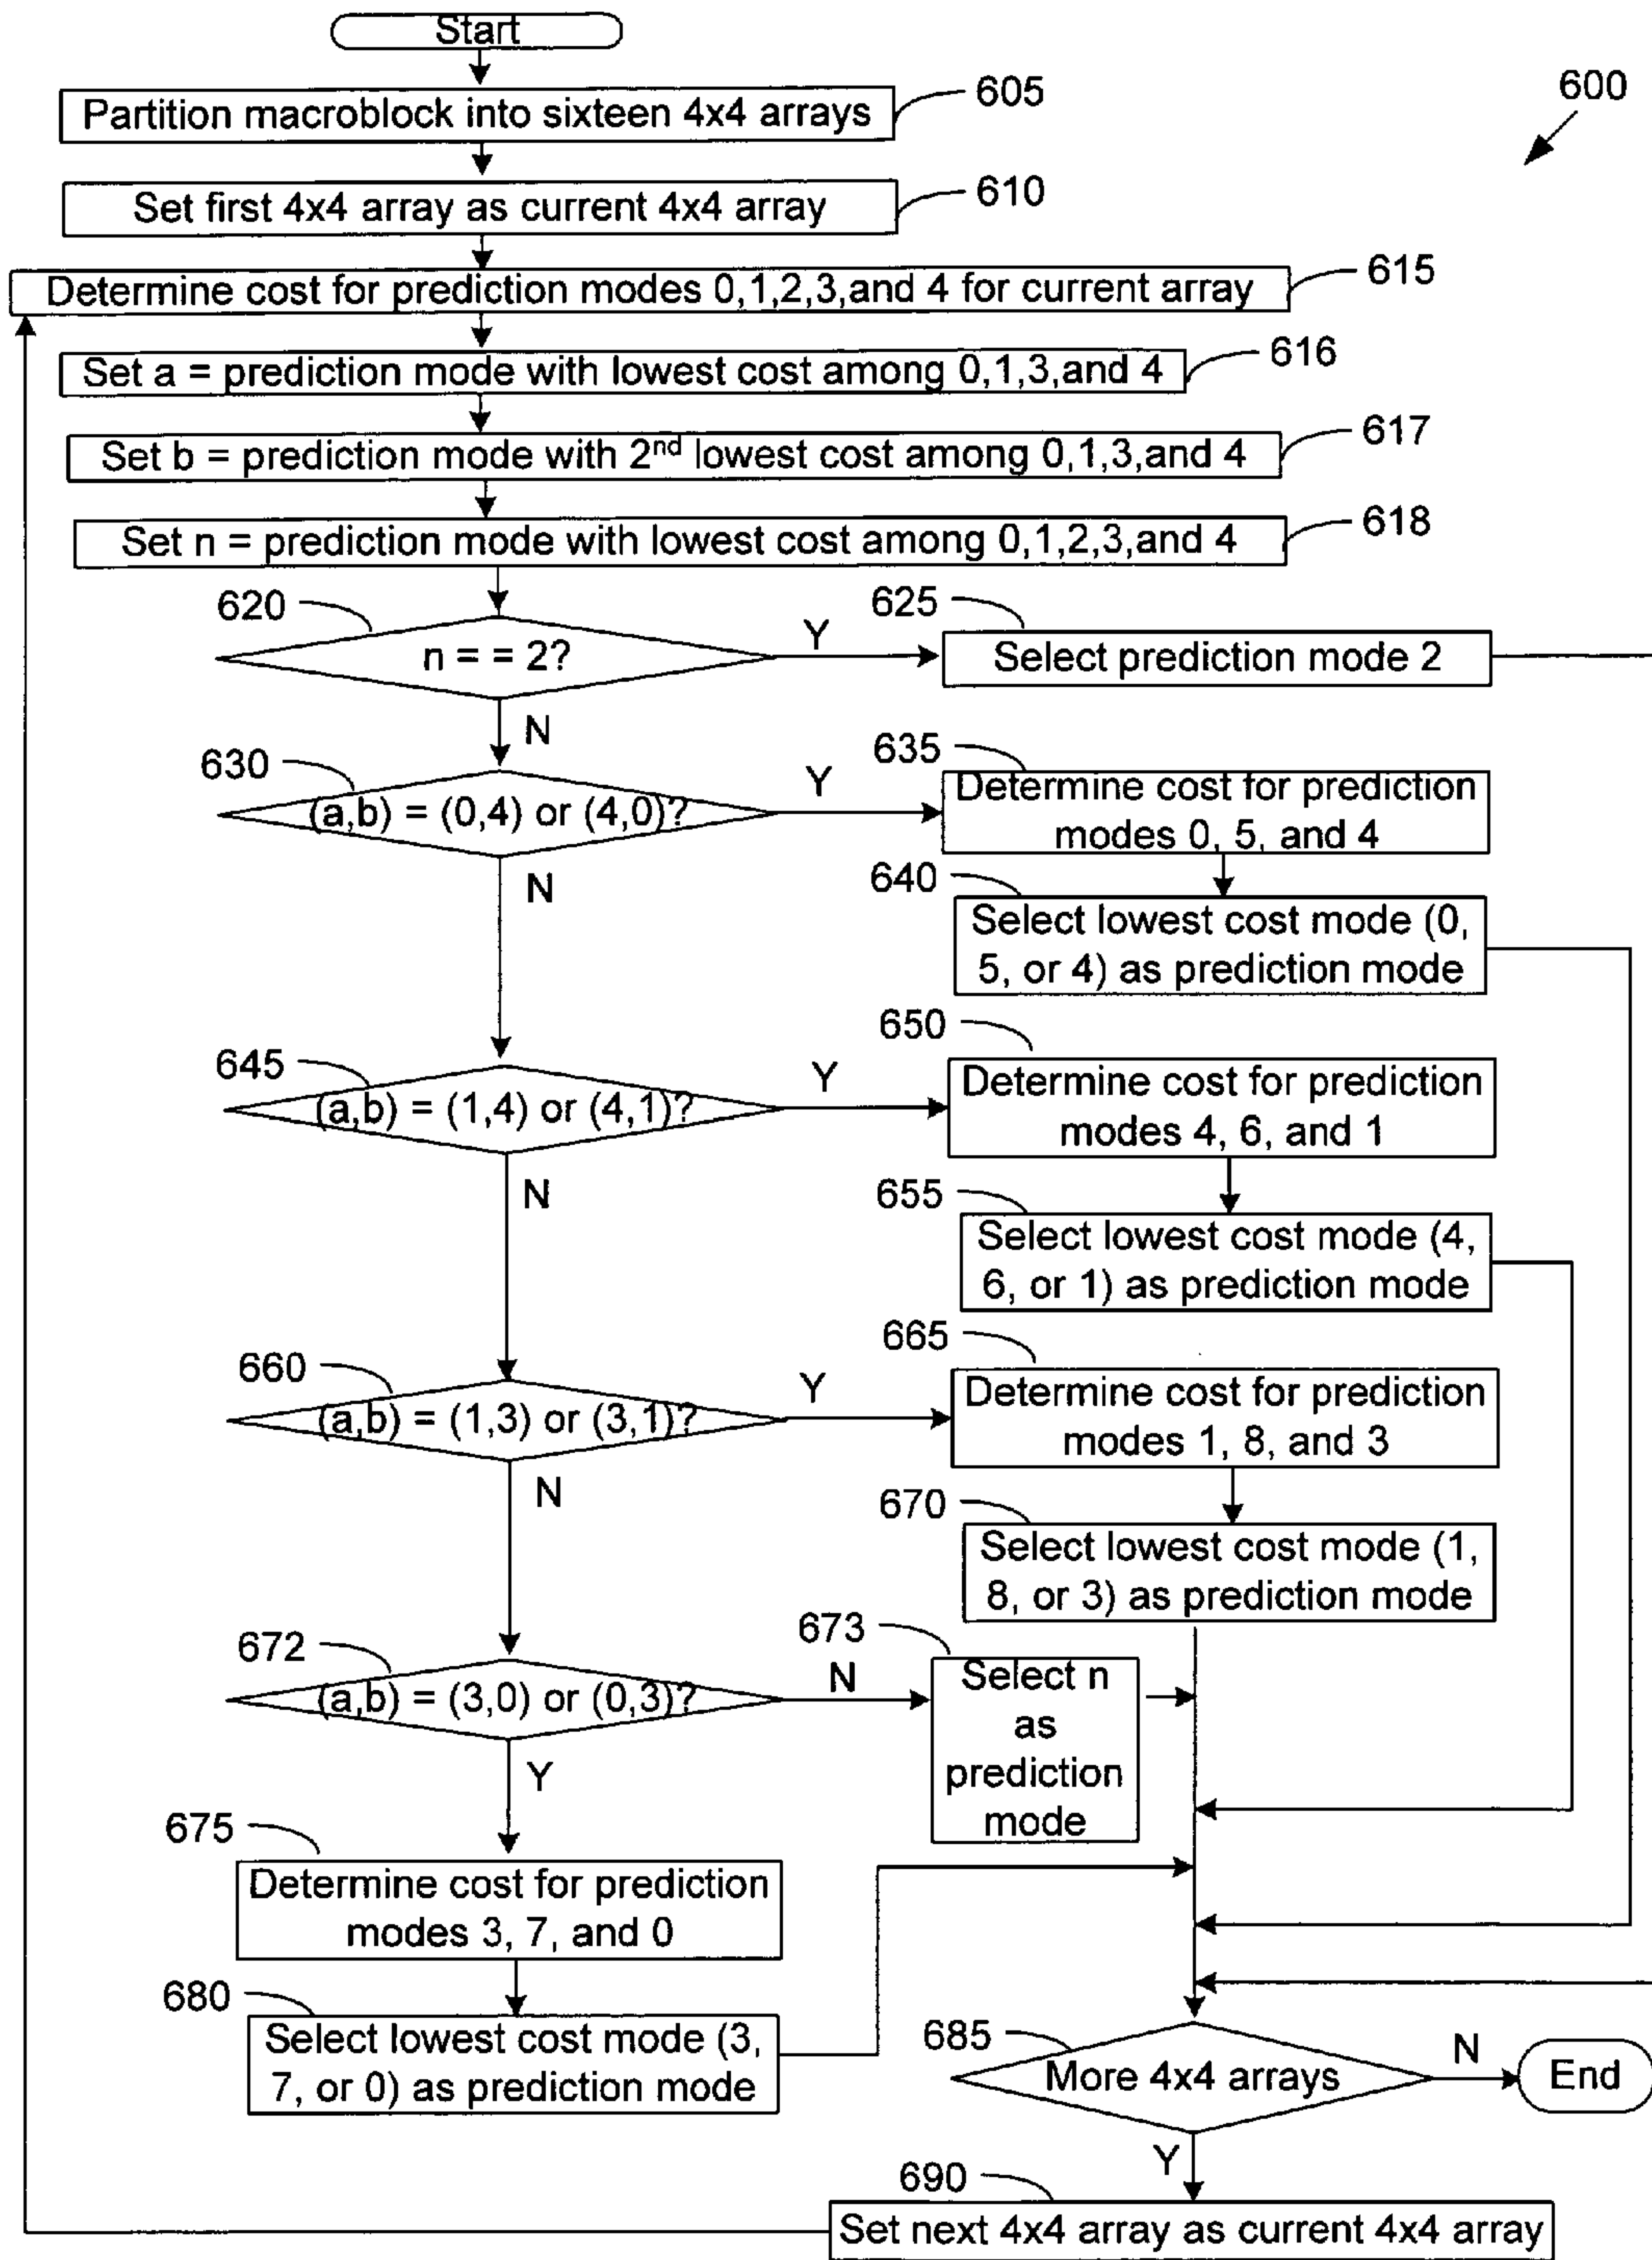 Start
Partition macroblock into sixteen 4x4 arrays
605
600
Set first 4x4 array as current 4x4 array
610
Determine cost for prediction modes 0,1,2,3,and 4 for current array
615
Set a = prediction mode with lowest cost among 0,1,3,and 4
616
Set b = prediction mode with 2nd lowest cost among 0,1,3,and 4
617
Set n = prediction mode with lowest cost among 0,1,2,3,and 4
618
620
n = = 2?
Y
N
625
Select prediction mode 2
630
(a,b) = (0,4) or (4,0)?
Y
N
635
Determine cost for prediction
modes 0, 5, and 4
640
Select lowest cost mode (0,
5, or 4) as prediction mode
645
(a,b) = (1,4) or (4,1)?
Y
N
650
Determine cost for prediction
modes 4, 6, and 1
655
Select lowest cost mode (4,
6, or 1) as prediction mode
660
(a,b) = (1,3) or (3,1)?
Y
N
665
Determine cost for prediction
modes 1, 8, and 3
670
Select lowest cost mode (1,
8, or 3) as prediction mode
672
(a,b) = (3,0) or (0,3)?
N
Y
673
Select n
as
prediction
mode
675
Determine cost for prediction
modes 3, 7, and 0
680
Select lowest cost mode (3,
7, or 0) as prediction mode
685
More 4x4 arrays
N
End
Y
690
Set next 4x4 array as current 4x4 array